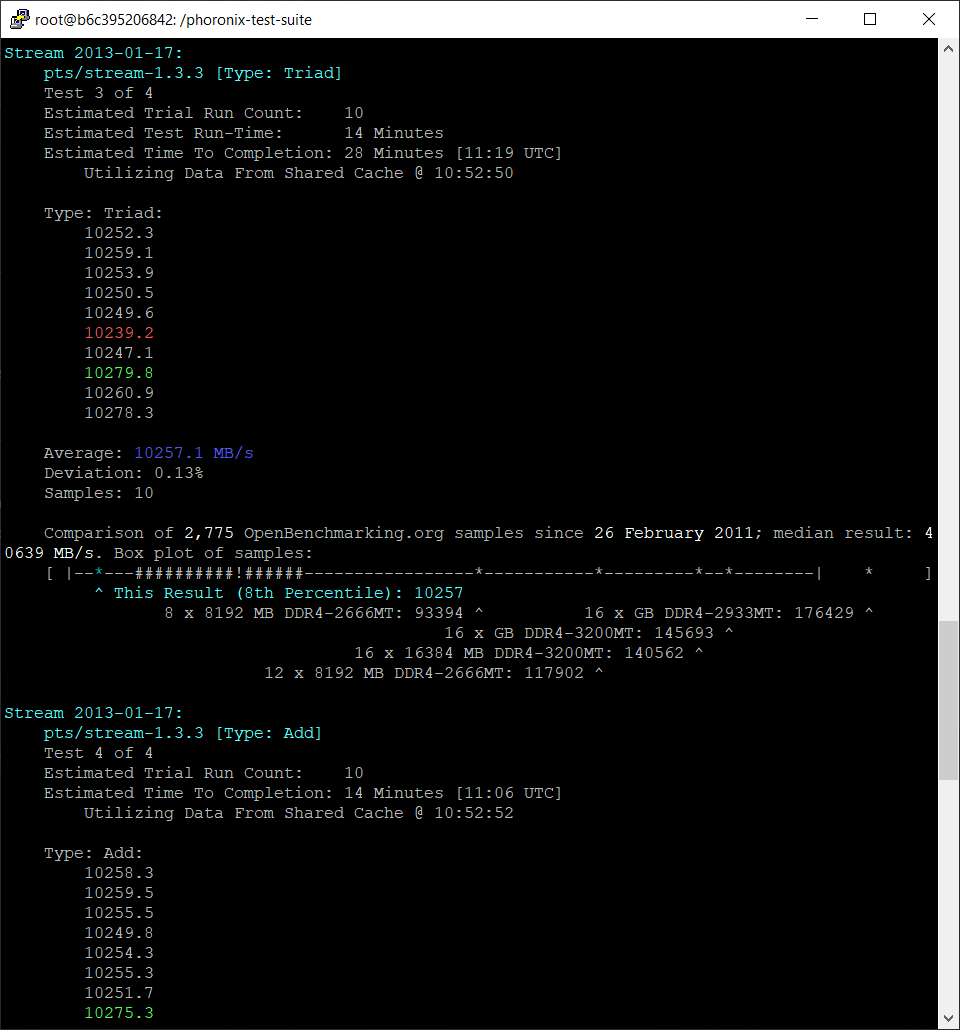 root@b6c395206842: /phoronix-test-suite
Stream 2013-01-17:
    pts/stream-1.3.3 [Type: Triad]
    Test 3 of 4
    Estimated Trial Run Count:    10
    Estimated Test Run-Time:      14 Minutes
    Estimated Time To Completion: 28 Minutes [11:19 UTC]
        Utilizing Data From Shared Cache @ 10:52:50

    Type: Triad:
        10252.3
        10259.1
        10253.9
        10250.5
        10249.6
        10239.2
        10247.1
        10279.8
        10260.9
        10278.3

    Average: 10257.1 MB/s
    Deviation: 0.13%
    Samples: 10

    Comparison of 2,775 OpenBenchmarking.org samples since 26 February 2011; median result: 4
0639 MB/s. Box plot of samples:
    [ |--*---##########!######-----------------*-----------*---------*--*--------|    *     ]
         ^ This Result (8th Percentile): 10257
                8 x 8192 MB DDR4-2666MT: 93394 ^          16 x GB DDR4-2933MT: 176429 ^
                                            16 x GB DDR4-3200MT: 145693 ^
                                   16 x 16384 MB DDR4-3200MT: 140562 ^
                          12 x 8192 MB DDR4-2666MT: 117902 ^

Stream 2013-01-17:
    pts/stream-1.3.3 [Type: Add]
    Test 4 of 4
    Estimated Trial Run Count:    10
    Estimated Time To Completion: 14 Minutes [11:06 UTC]
        Utilizing Data From Shared Cache @ 10:52:52

    Type: Add:
        10258.3
        10259.5
        10255.5
        10249.8
        10254.3
        10255.3
        10251.7
        10275.3